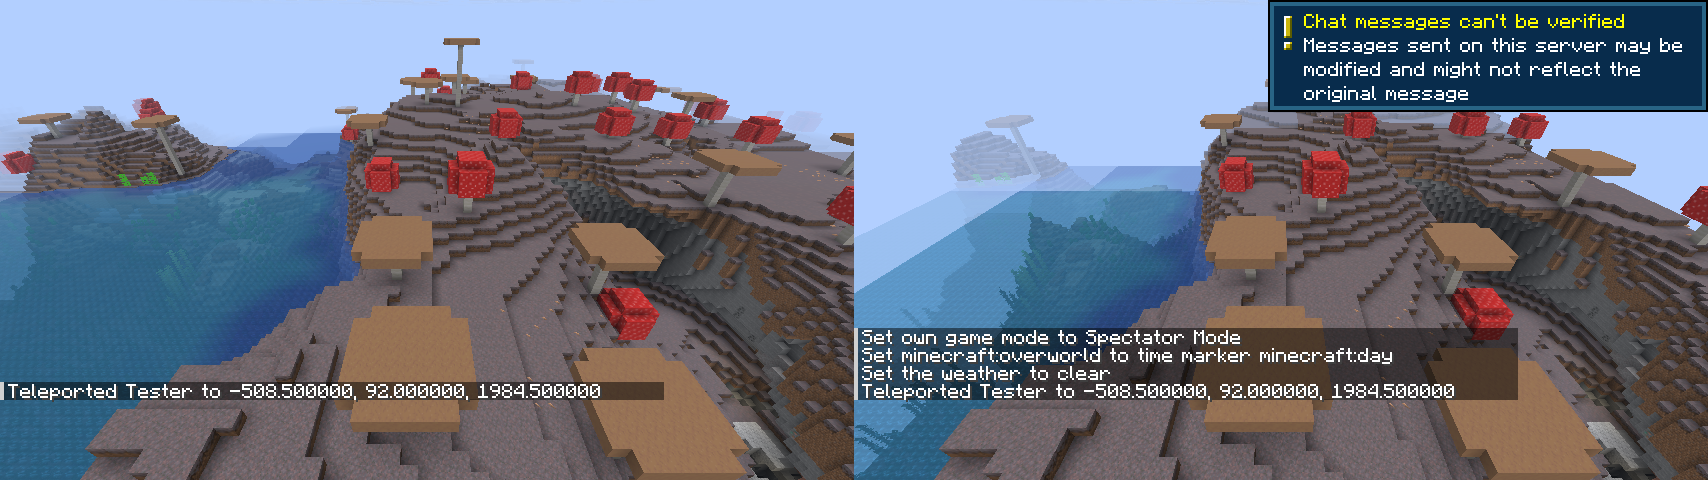 Chat messages can't be verified
Messages sent on this server may be
modified and might not reflect the
original message
Teleported Tester to -508.500000, 92.000000, 1984.500000
Set own game mode to Spectator Mode
Set minecraft:overworld to time marker minecraft:day
Set the weather to clear
Teleported Tester to -508.500000, 92.000000, 1984.500000